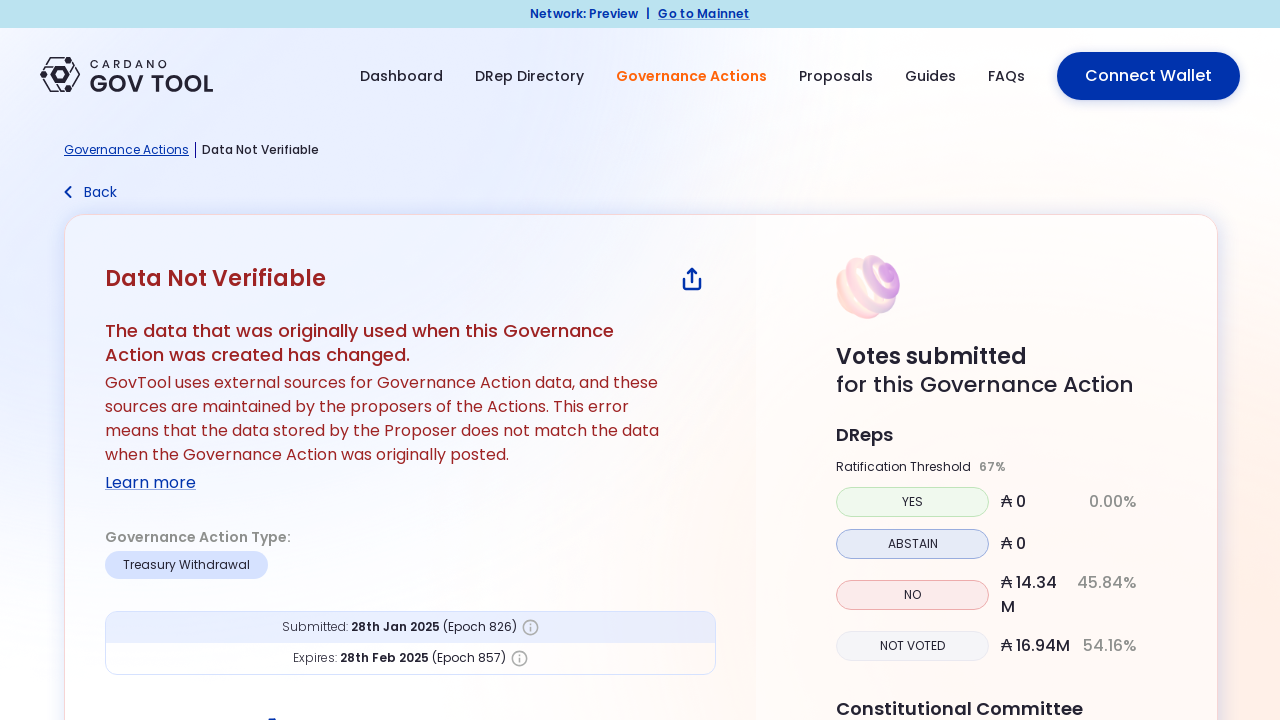 Network: Preview | Go to Mainnet
CARDANO
GOV TOOL
Dashboard
DRep Directory
Governance Actions
Proposals
Guides
FAQs
Connect Wallet
Governance Actions | Data Not Verifiable
Back
Data Not Verifiable
The data that was originally used when this Governance
Action was created has changed.
GovTool uses external sources for Governance Action data, and these
sources are maintained by the proposers of the Actions. This error
means that the data stored by the Proposer does not match the data
when the Governance Action was originally posted.
Learn more
Governance Action Type:
Treasury Withdrawal
Submitted: 28th Jan 2025 (Epoch 826)
Expires: 28th Feb 2025 (Epoch 857)
Votes submitted
for this Governance Action
DReps
Ratification Threshold 67%
YES ₳ 0 0.00%
ABSTAIN ₳ 0
NO ₳ 14.34 M 45.84%
NOT VOTED ₳ 16.94M 54.16%
Constitutional Committee